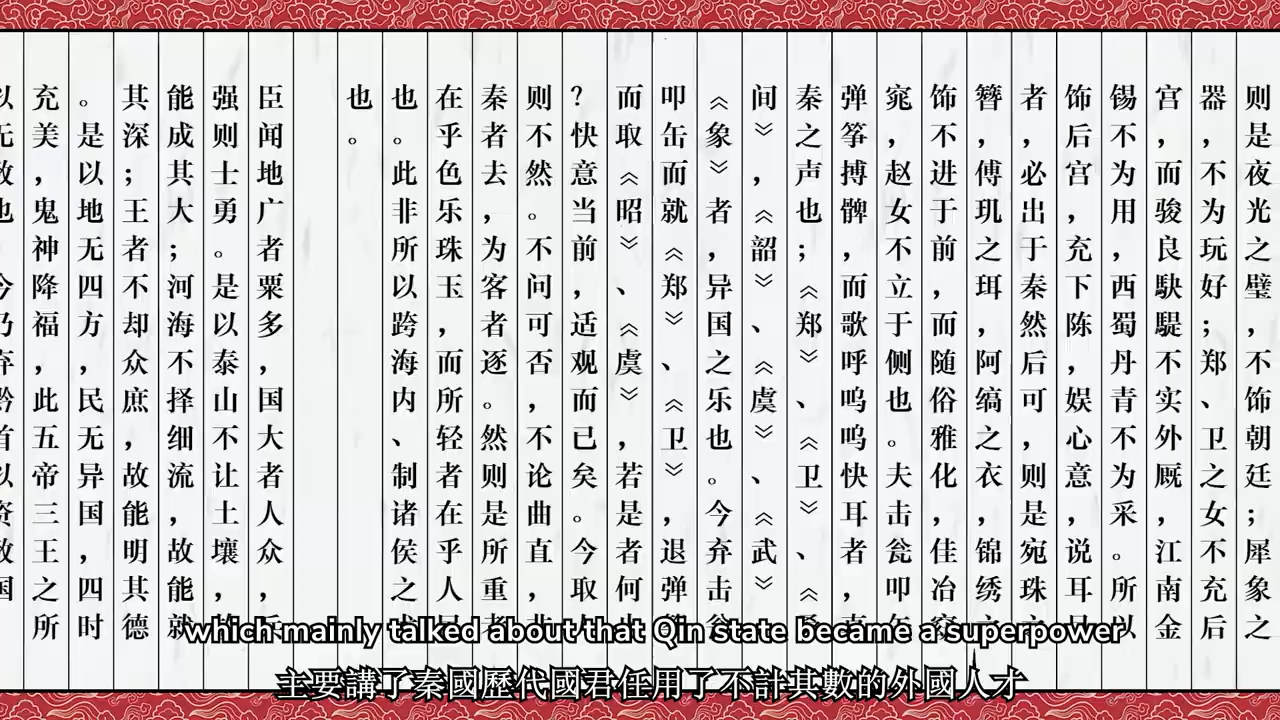 则是夜光之璧，不饰朝廷；犀象之
器，不为玩好；郑、卫之女不充后
宫，而骏良駃騠不实外厩，江南金
锡不为用，西蜀丹青不为采。所以
饰后宫，充下陈，娱心意，说耳
者，必出于秦然后可，则是宛珠
簪，傅玑之珥，阿缟之衣，锦绣
饰不进于前，而随俗雅化，佳冶
窕，赵女不立于侧也。夫击瓮叩
弹筝搏髀，而歌呼呜呜快耳者，
秦之声也；《郑》、《卫》、《
间》，《韶》、《虞》、《武》
《象》者，异国之乐也。今弃击
叩缶而就《郑》、《卫》，退弹
而取《昭》、《虞》，若是者何
？快意当前，适观而已矣。今取
则不然。不问可否，不论曲直，
秦者去，为客者逐。然则是所重者
在乎色乐珠玉，而所轻者在乎人
也。此非所以跨海内、制诸侯之
也。
臣闻地广者粟多，国大者人众，
强则士勇。是以泰山不让土壤，
能成其大；河海不择细流，故能就
其深；王者不却众庶，故能明其德
。是以地无四方，民无异国，四时
充美，鬼神降福，此五帝三王之所
which mainly talked about that Qin state became a superpower
主要講了秦國歷代國君任用了不計其數的外國人才